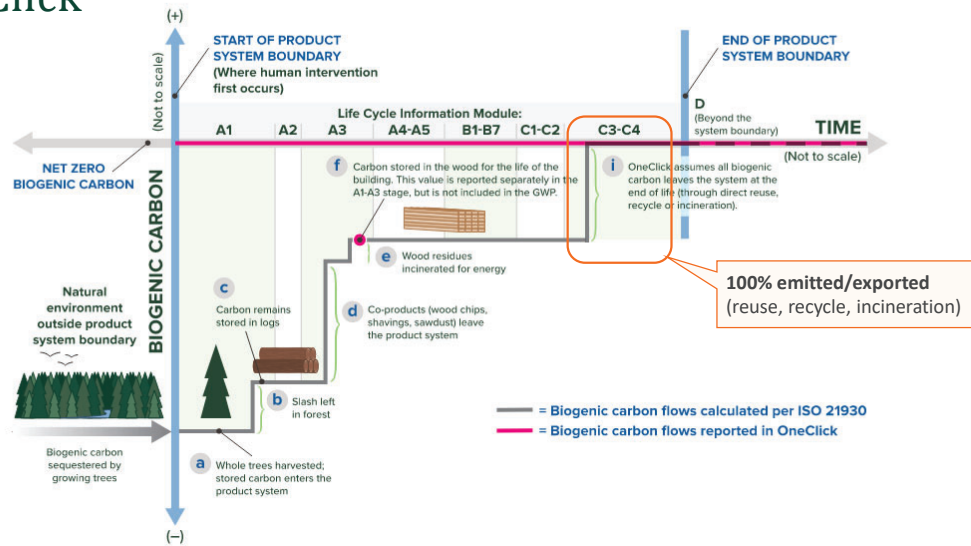 (+)
(Not to scale)
START OF PRODUCT
SYSTEM BOUNDARY
(Where human intervention
first occurs)
END OF PRODUCT
SYSTEM BOUNDARY
Life Cycle Information Module:
A1 A2 A3 A4-A5 B1-B7 C1-C2 C3-C4
D
(Beyond the
system boundary)
TIME
(Not to scale)
NET ZERO
BIOGENIC CARBON
BIOGENIC CARBON
f
Carbon stored in the wood for the life of the
building. This value is reported separately in the
A1-A3 stage, but is not included in the GWP.
i
OneClick assumes all biogenic
carbon leaves the system at the
end of life (through direct reuse,
recycle or incineration).
e
Wood residues
incinerated for energy
100% emitted/exported
(reuse, recycle, incineration)
c
Carbon remains
stored in logs
d
Co-products (wood chips,
shavings, sawdust) leave
the product system
Natural
environment
outside product
system boundary
b
Slash left
in forest
= Biogenic carbon flows calculated per ISO 21930
= Biogenic carbon flows reported in OneClick
Biogenic carbon
sequestered by
growing trees
a
Whole trees harvested;
stored carbon enters the
product system
(–)